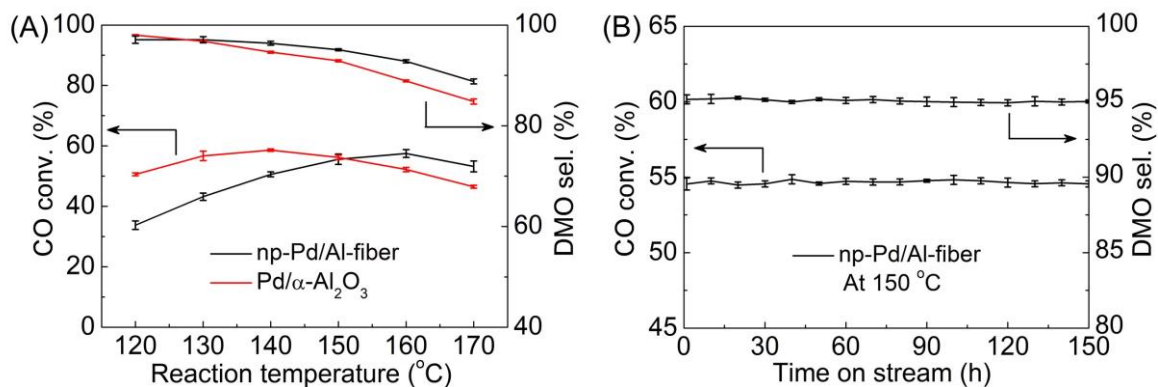 (A)
100
80
60
40
20
0
CO conv. (%)
100
80
60
40
DMO sel. (%)
np-Pd/Al-fiber
Pd/α-Al₂O₃
120 130 140 150 160 170
Reaction temperature (°C)
(B)
65
60
55
50
45
CO conv. (%)
100
95
90
85
80
DMO sel. (%)
np-Pd/Al-fiber
At 150 °C
0 30 60 90 120 150
Time on stream (h)